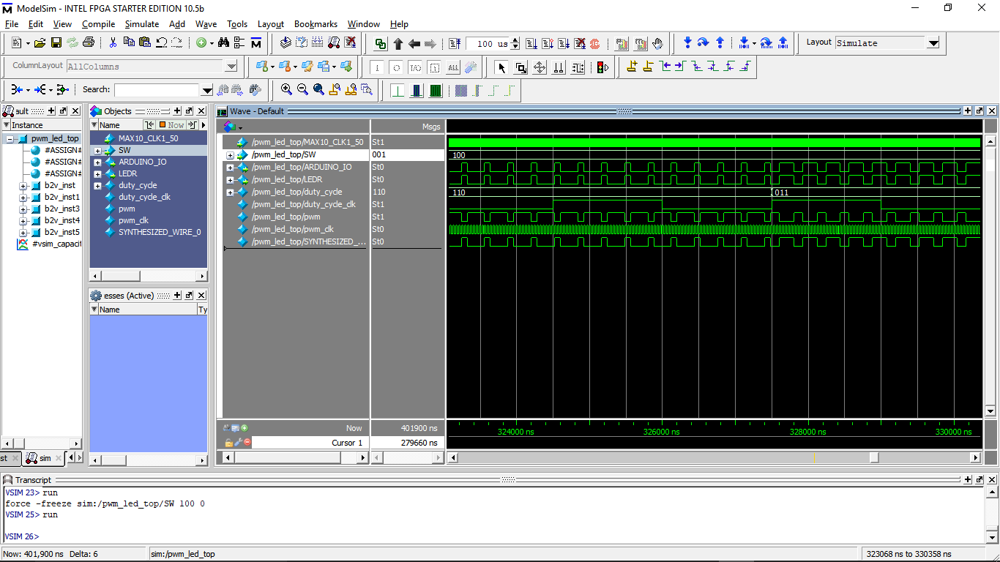 ModelSim - INTEL FPGA STARTER EDITION 10.5b
File Edit View Compile Simulate Add Wave Tools Layout Bookmarks Window Help
100 us
Layout Simulate
ColumnLayout AllColumns
Search:
ault
Instance
pwm_led_top
#ASSIGN#
#ASSIGN#
#ASSIGN#
b2v_inst
b2v_inst1
b2v_inst3
b2v_inst4
b2v_inst5
#vsim_capacit
st sim
Objects
Name Now
MAX10_CLK1_50
SW
ARDUINO_IO
LEDR
duty_cycle
duty_cycle_clk
pwm
pwm_clk
SYNTHESIZED_WIRE_0
esses (Active)
Name Ty
Wave - Default
Msgs
/pwm_led_top/MAX10_CLK1_50 St1
/pwm_led_top/SW 001 100
/pwm_led_top/ARDUINO_IO St0
/pwm_led_top/LEDR St0
/pwm_led_top/duty_cycle 110 110 011
/pwm_led_top/duty_cycle_clk St1
/pwm_led_top/pwm St1
/pwm_led_top/pwm_clk St0
/pwm_led_top/SYNTHESIZED_... St0
Now 401900 ns 324000 ns 326000 ns 328000 ns 330000 ns
Cursor 1 279660 ns
Transcript
VSIM 23> run
force -freeze sim:/pwm_led_top/SW 100 0
VSIM 25> run
VSIM 26>
Now: 401,900 ns Delta: 6 sim:/pwm_led_top 323068 ns to 330358 ns